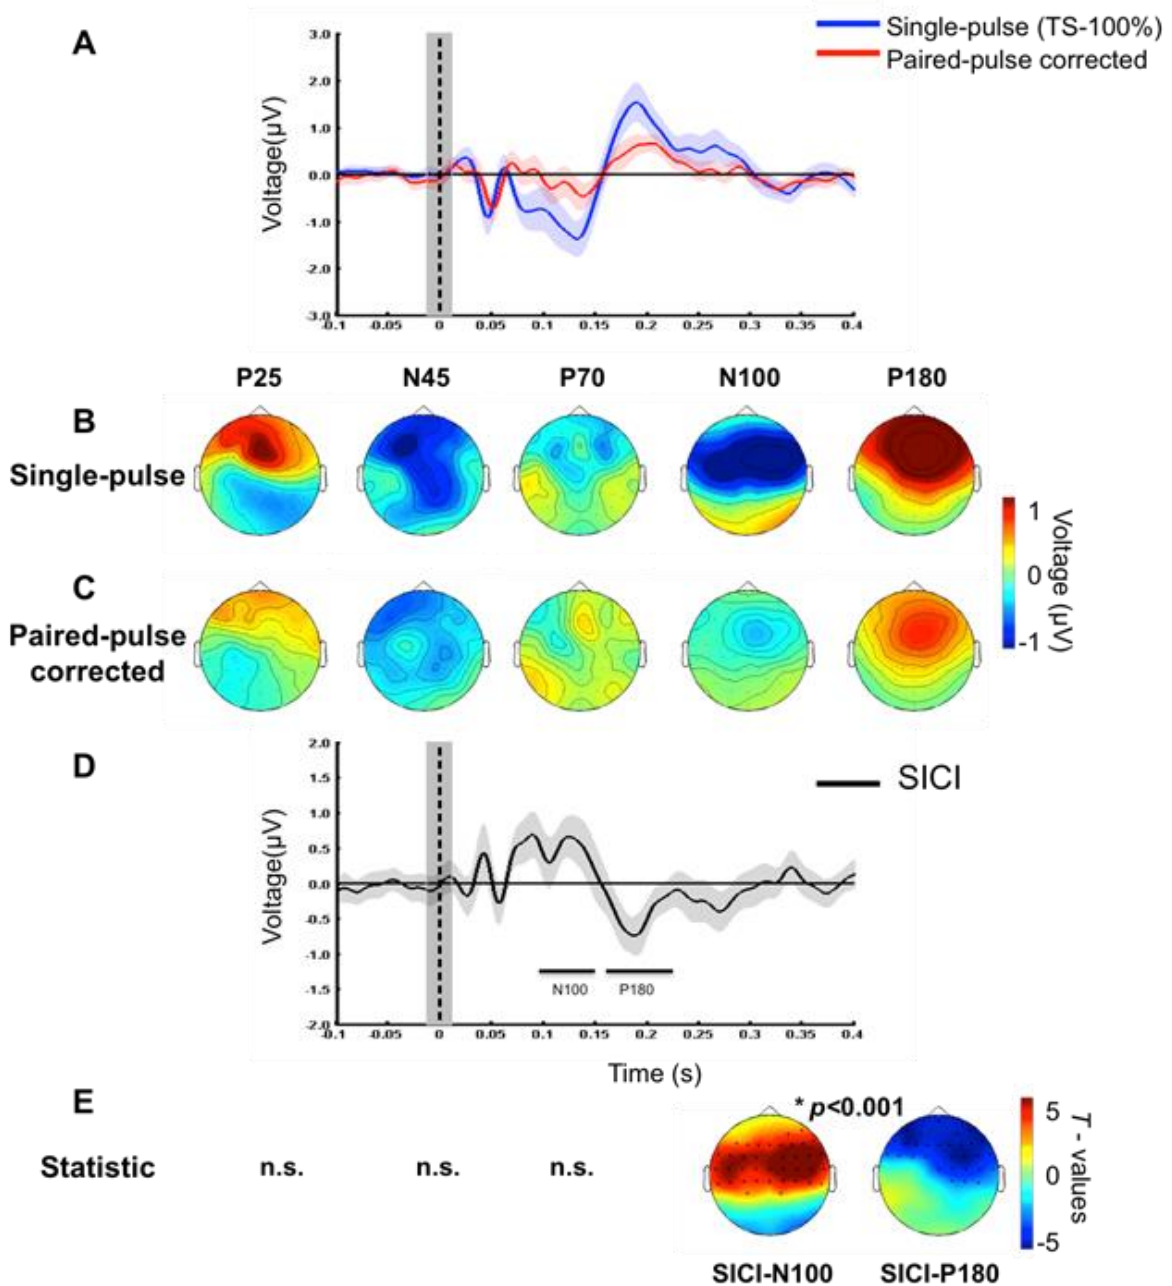 A
Single-pulse (TS-100%)
Paired-pulse corrected
3.0
2.0
1.0
0.0
-1.0
-2.0
-3.0
Voltage(µV)
-0.1 -0.05 0 0.05 0.1 0.15 0.2 0.25 0.3 0.35 0.4
P25 N45 P70 N100 P180
B
Single-pulse
C
Paired-pulse
corrected
1
0
-1
Voltage (µV)
D
SICI
2.0
1.5
1.0
0.5
0.0
-0.5
-1.0
-1.5
-2.0
Voltage(µV)
N100 P180
-0.1 -0.05 0 0.05 0.1 0.15 0.2 0.25 0.3 0.35 0.4
Time (s)
E
Statistic
n.s. n.s. n.s.
* p<0.001
5
0
-5
T - values
SICI-N100 SICI-P180